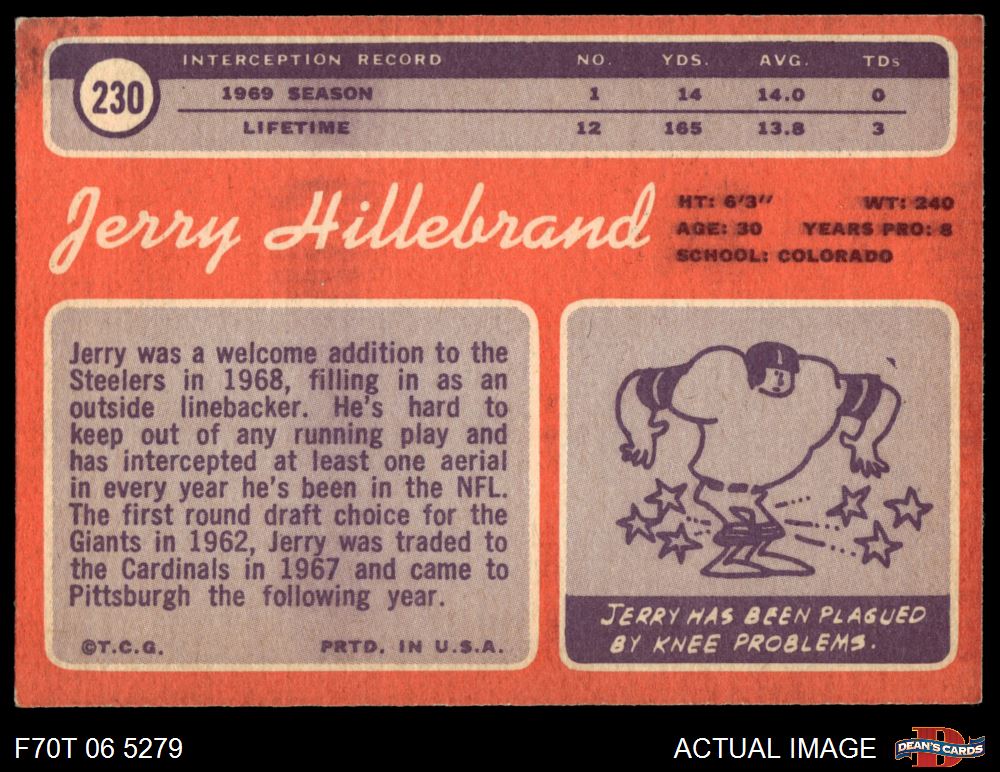 INTERCEPTION RECORD NO. YDS. AVG. TDs
230
1969 SEASON 1 14 14.0 0
LIFETIME 12 165 13.8 3
Jerry Hillebrand
HT: 6'3" WT: 240
AGE: 30 YEARS PRO: 8
SCHOOL: COLORADO
Jerry was a welcome addition to the
Steelers in 1968, filling in as an
outside linebacker. He's hard to
keep out of any running play and
has intercepted at least one aerial
in every year he's been in the NFL.
The first round draft choice for the
Giants in 1962, Jerry was traded to
the Cardinals in 1967 and came to
Pittsburgh the following year.
©T.C.G. PRTD. IN U.S.A.
JERRY HAS BEEN PLAGUED
BY KNEE PROBLEMS.
F70T 06 5279
ACTUAL IMAGE
D
DEAN'S CARDS